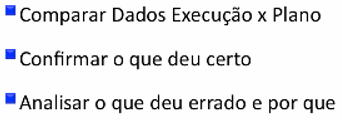 Comparar Dados Execução x Plano
Confirmar o que deu certo
Analisar o que deu errado e por que